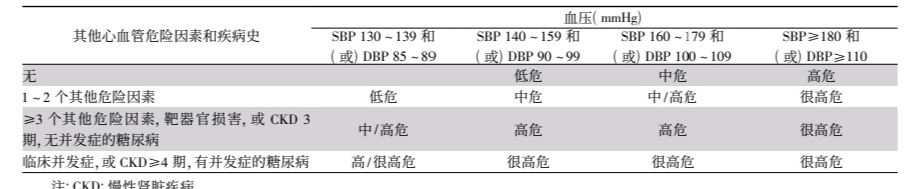 其他心血管危险因素和疾病史 血压(mmHg)
SBP 130~139 和 SBP 140~159 和 SBP 160~179 和 SBP≥180 和
(或)DBP 85~89 (或)DBP 90~99 (或)DBP 100~109 (或)DBP≥110
无 低危 中危 高危
1~2 个其他危险因素 低危 中危 中/高危 很高危
≥3 个其他危险因素,靶器官损害,或 CKD 3
期,无并发症的糖尿病 中/高危 高危 高危 很高危
临床并发症,或 CKD≥4 期,有并发症的糖尿病 高/很高危 很高危 很高危 很高危
注: CKD: 慢性肾脏疾病